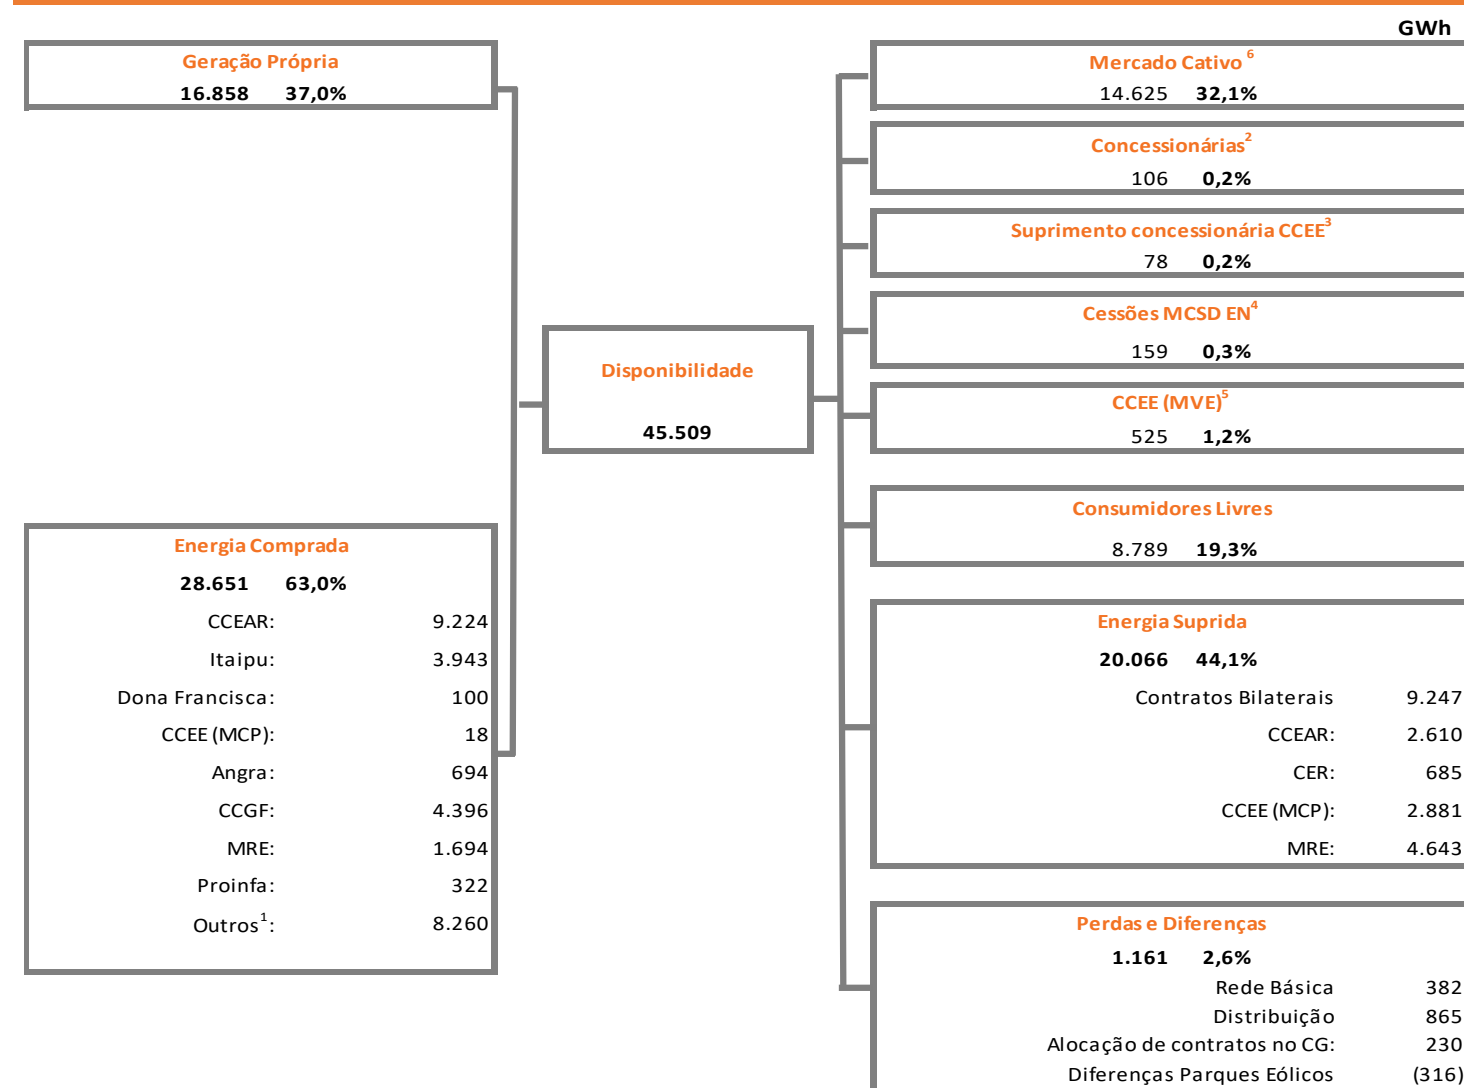 GWh
Geração Própria
16.858 37,0%
Energia Comprada
28.651 63,0%
CCEAR: 9.224
Itaipu: 3.943
Dona Francisca: 100
CCEE (MCP): 18
Angra: 694
CCGF: 4.396
MRE: 1.694
Proinfa: 322
Outros¹: 8.260
Disponibilidade
45.509
Mercado Cativo ⁶
14.625 32,1%
Concessionárias²
106 0,2%
Suprimento concessionária CCEE³
78 0,2%
Cessões MCSD EN⁴
159 0,3%
CCEE (MVE)⁵
525 1,2%
Consumidores Livres
8.789 19,3%
Energia Suprida
20.066 44,1%
Contratos Bilaterais 9.247
CCEAR: 2.610
CER: 685
CCEE (MCP): 2.881
MRE: 4.643
Perdas e Diferenças
1.161 2,6%
Rede Básica 382
Distribuição 865
Alocação de contratos no CG: 230
Diferenças Parques Eólicos (316)